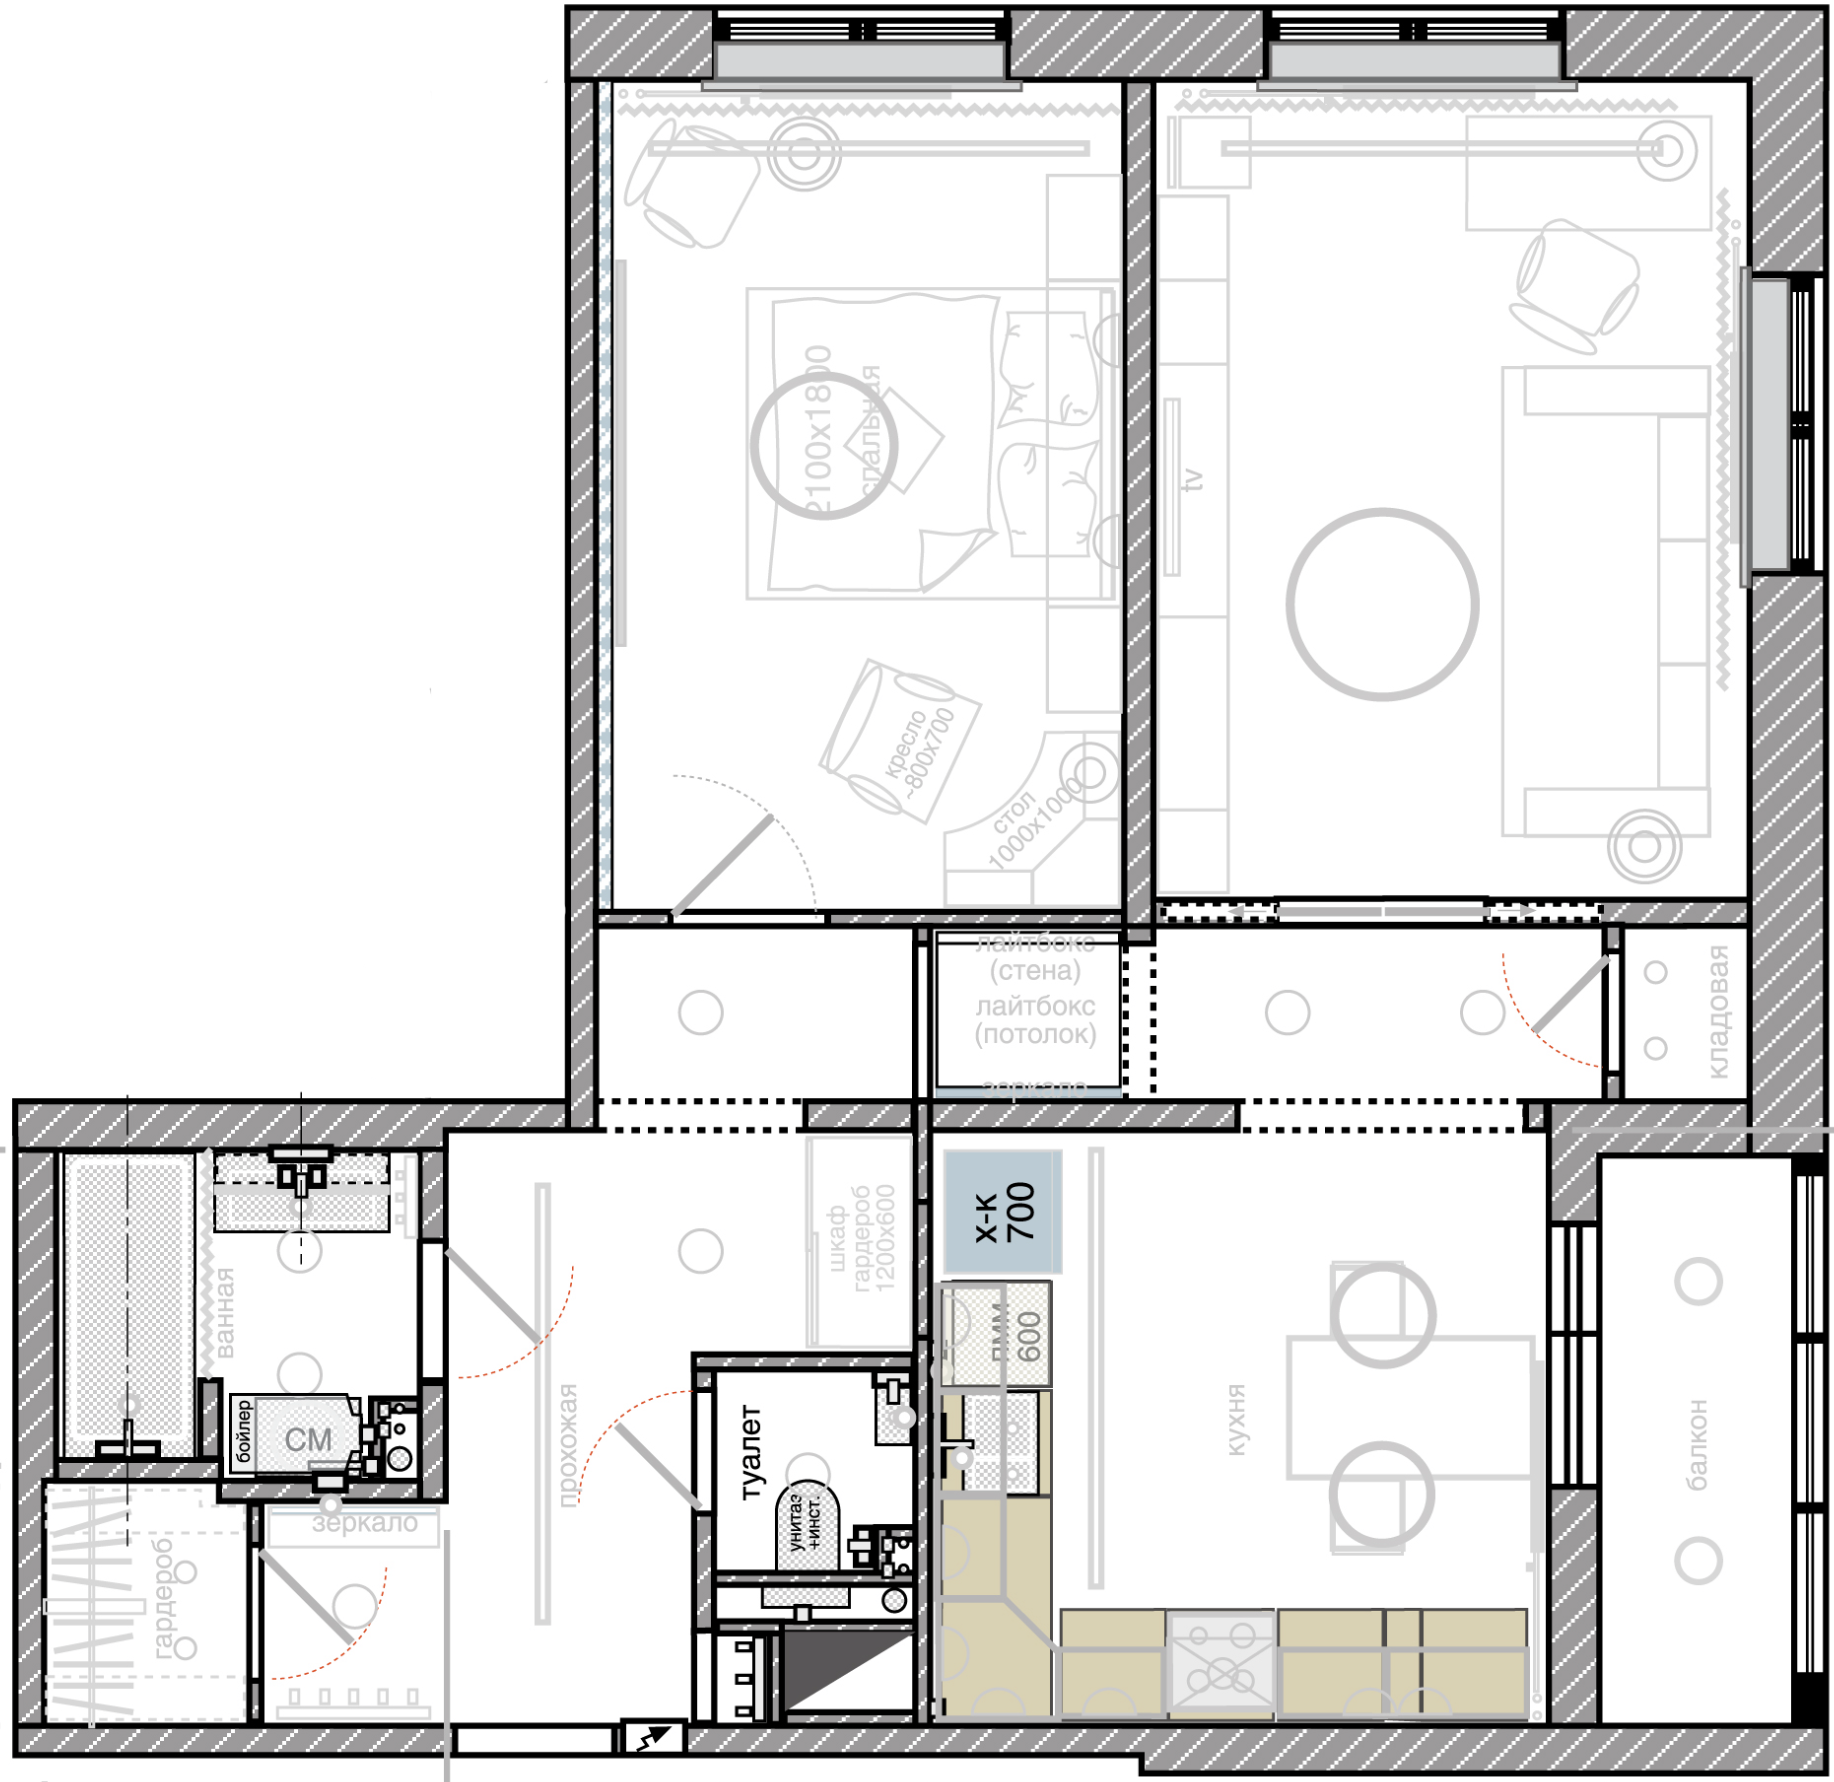 2100x1800
спальная
tv
кресло
~800x700
стол
1000x1000
лайтбокс
(стена)
лайтбокс
(потолок)
зеркало
кладовая
х-к
700
шкаф
гардероб
1200x600
ванная
пмм
600
бойлер
СМ
прохожая
туалет
унитаз
+инст.
кухня
балкон
зеркало
гардероб